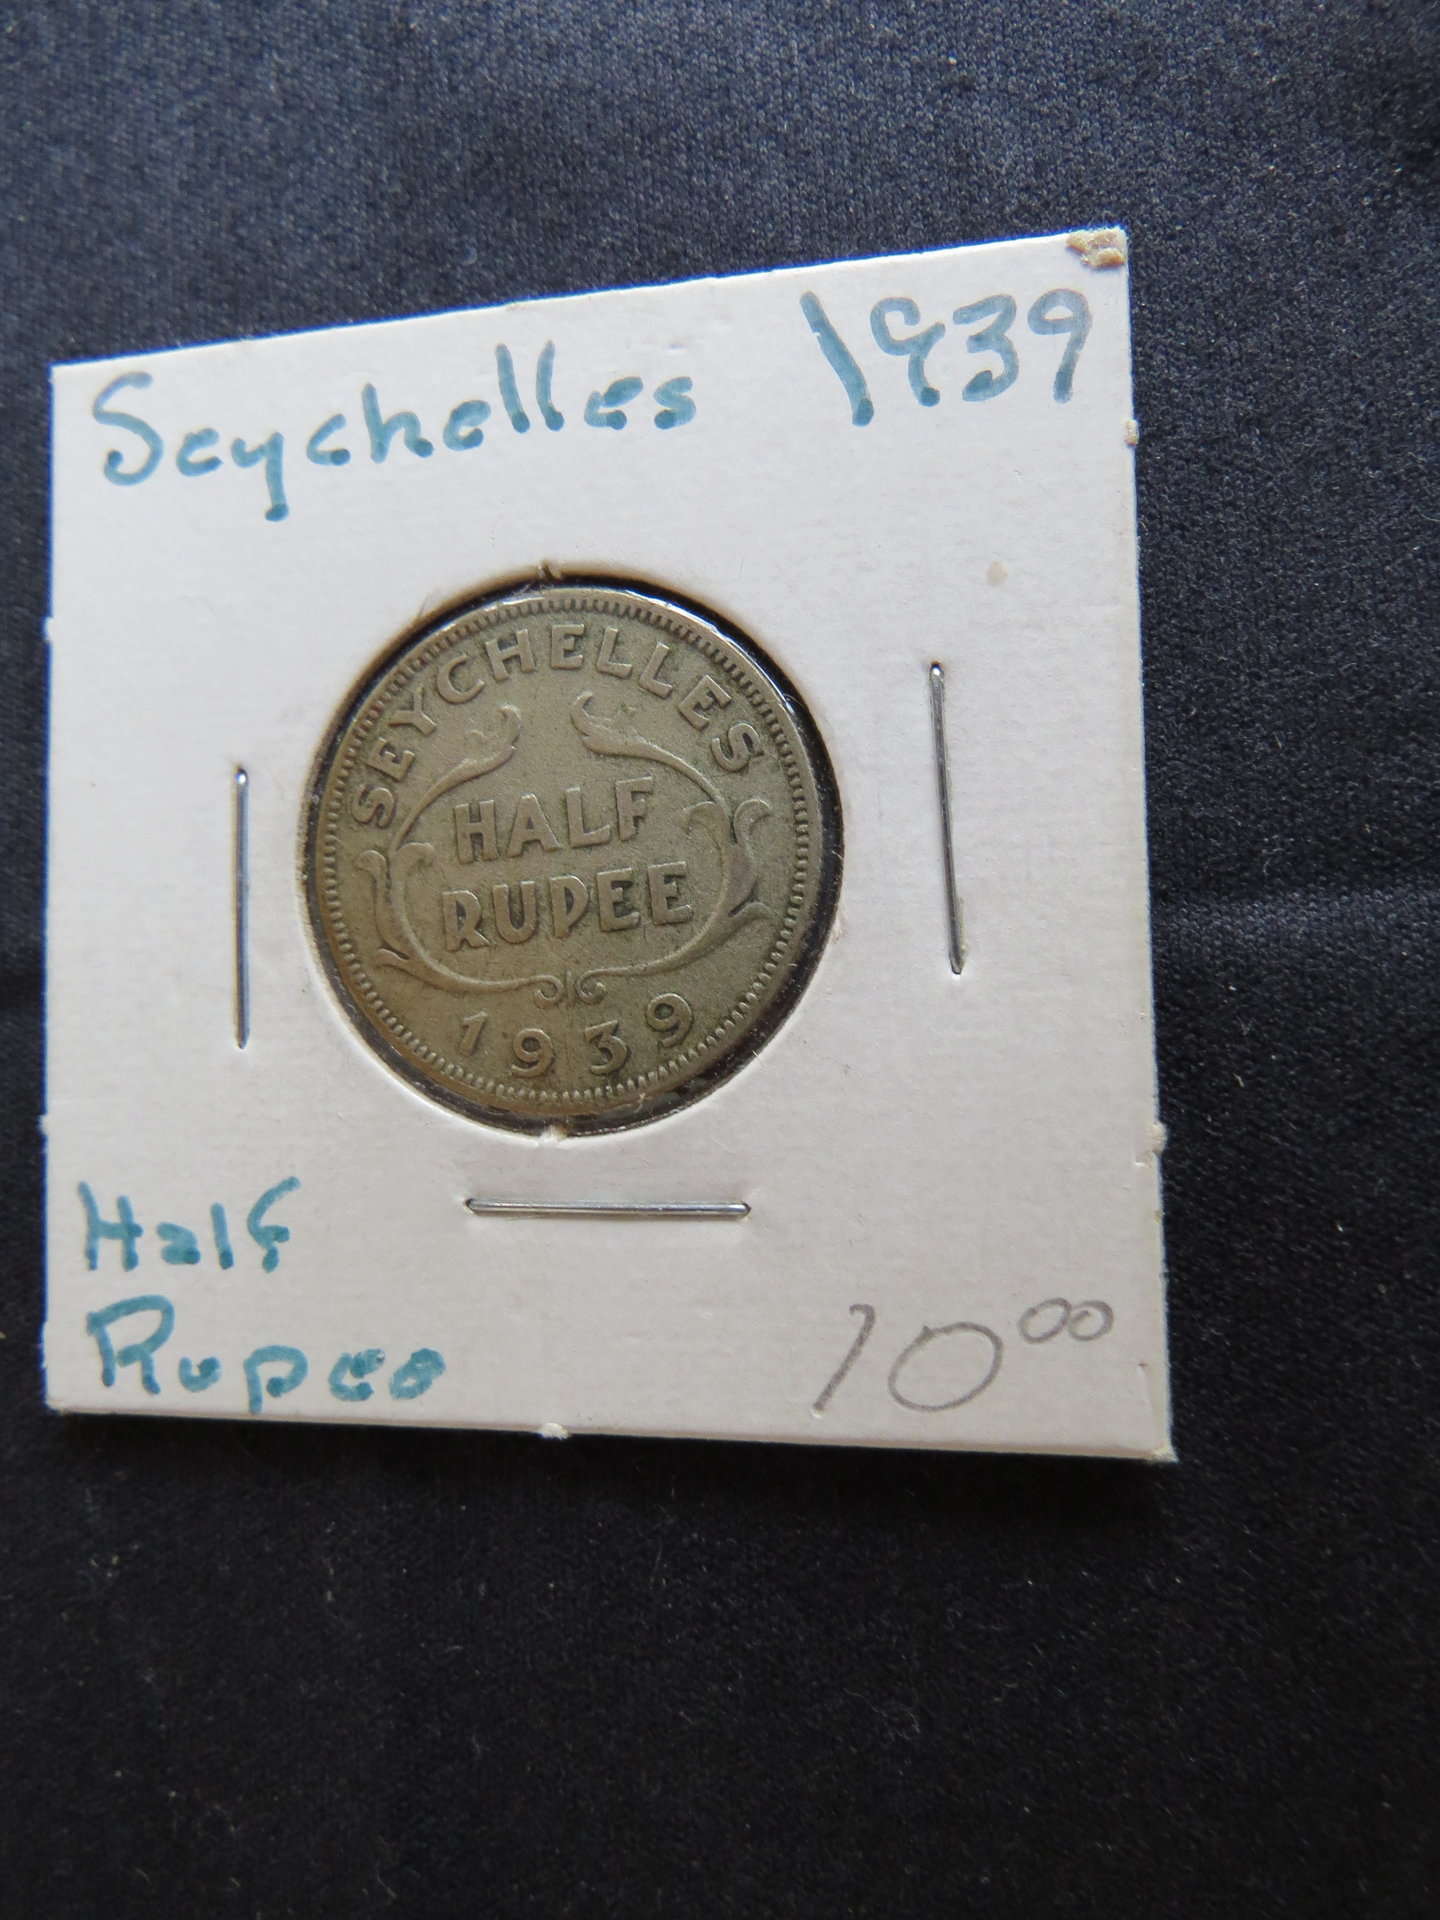 Seychelles 1939
SEYCHELLES
HALF
RUPEE
1939
Half
Rupee
10.00